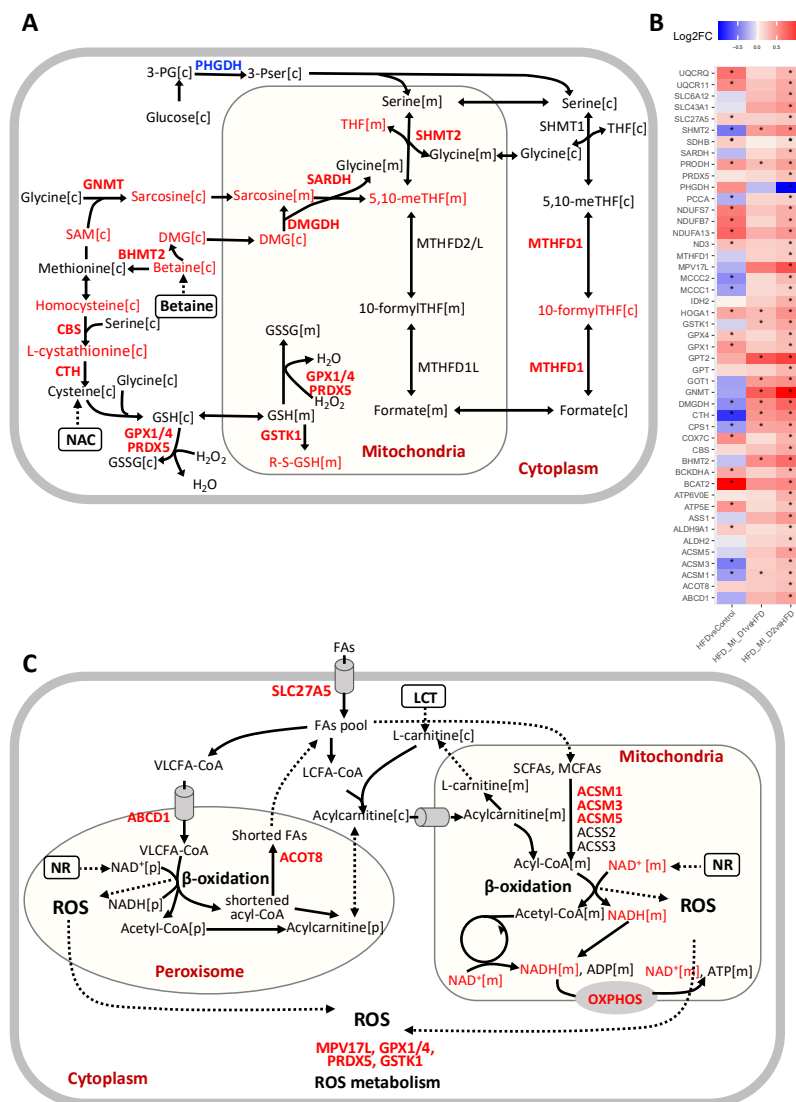 A
PHGDH
3-PG[c]
3-Pser[c]
Glucose[c]
Serine[m]
Serine[c]
THF[m]
SHMT2
SHMT1
THF[c]
Glycine[m]
Glycine[m]
Glycine[c]
SARDH
GNMT
Glycine[c]
Sarcosine[c]
Sarcosine[m]
5,10-meTHF[m]
5,10-meTHF[c]
DMGDH
SAM[c]
DMG[c]
DMG[c]
BHMT2
Methionine[c]
Betaine[c]
MTHFD2/L
MTHFD1
Betaine
Homocysteine[c]
10-formylTHF[m]
10-formylTHF[c]
CBS
Serine[c]
GSSG[m]
L-cystathionine[c]
CTH
H2O
GPX1/4
PRDX5
H2O2
MTHFD1L
MTHFD1
Glycine[c]
Cysteine[c]
GSH[c]
GSH[m]
Formate[m]
Formate[c]
NAC
GPX1/4
PRDX5
GSSG[c]
H2O2
H2O
GSTK1
R-S-GSH[m]
Mitochondria
Cytoplasm
B
Log2FC
-0.5 0.0 0.5
UQCRQ
UQCR11
SLC6A12
SLC43A1
SLC27A5
SHMT2
SDHB
SARDH
PRODH
PRDX5
PHGDH
PCCA
NDUFS7
NDUFB7
NDUFA13
ND3
MTHFD1
MPV17L
MCCC2
MCCC1
IDH2
HOGA1
GSTK1
GPX4
GPX1
GPT2
GPT
GOT1
GNMT
DMGDH
CTH
CPS1
COX7C
CBS
BHMT2
BCKDHA
BCAT2
ATP6V0E
ATP5E
ASS1
ALDH9A1
ALDH2
ACSM5
ACSM3
ACSM1
ACOT8
ABCD1
HFDvsControl
HFD_MI_D1vsHFD
HFD_MI_D2vsHFD
C
FAs
SLC27A5
LCT
FAs pool
L-carnitine[c]
VLCFA-CoA
LCFA-CoA
Mitochondria
SCFAs, MCFAs
L-carnitine[m]
ACSM1
ACSM3
ACSM5
ACSS2
ACSS3
ABCD1
Acylcarnitine[c]
Acylcarnitine[m]
Shorted FAs
VLCFA-CoA
ACOT8
Acyl-CoA[m]
NR
NAD+[p]
β-oxidation
NAD+ [m]
NR
β-oxidation
ROS
NADH[p]
shortened
acyl-CoA
ROS
Acetyl-CoA[p]
Acylcarnitine[p]
Acetyl-CoA[m]
NADH[m]
Peroxisome
NAD+[m]
NADH[m], ADP[m]
NAD+[m], ATP[m]
OXPHOS
ROS
MPV17L, GPX1/4,
PRDX5, GSTK1
ROS metabolism
Cytoplasm